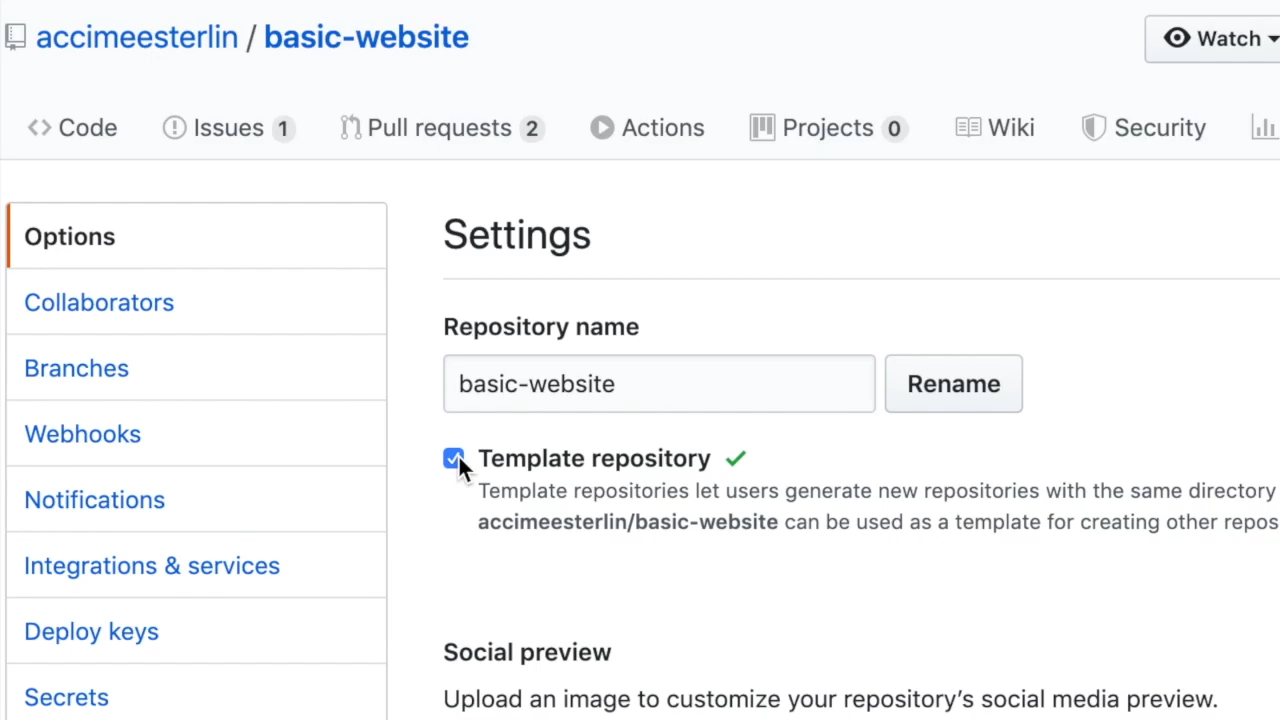 accimeesterlin / basic-website
Watch
Code Issues 1 Pull requests 2 Actions Projects 0 Wiki Security
Options
Collaborators
Branches
Webhooks
Notifications
Integrations & services
Deploy keys
Secrets
Settings
Repository name
basic-website Rename
Template repository
Template repositories let users generate new repositories with the same directory
accimeesterlin/basic-website can be used as a template for creating other repos
Social preview
Upload an image to customize your repository’s social media preview.